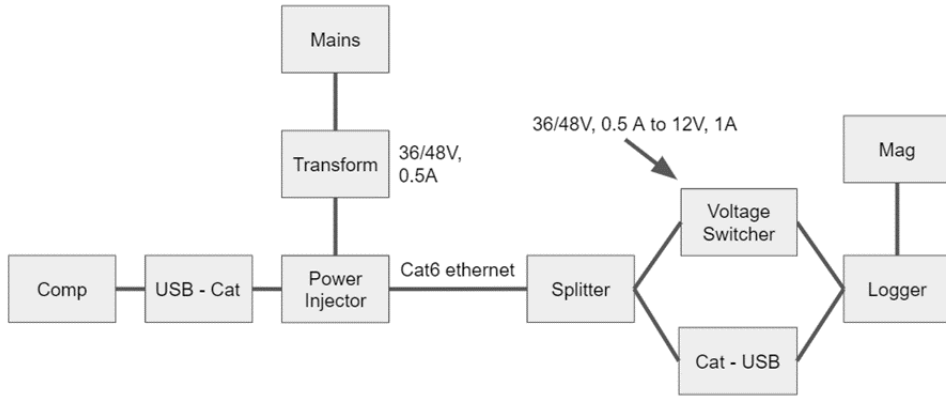 Mains
36/48V, 0.5 A to 12V, 1A
Transform
36/48V,
0.5A
Mag
Voltage
Switcher
Comp
USB - Cat
Power
Injector
Cat6 ethernet
Splitter
Logger
Cat - USB